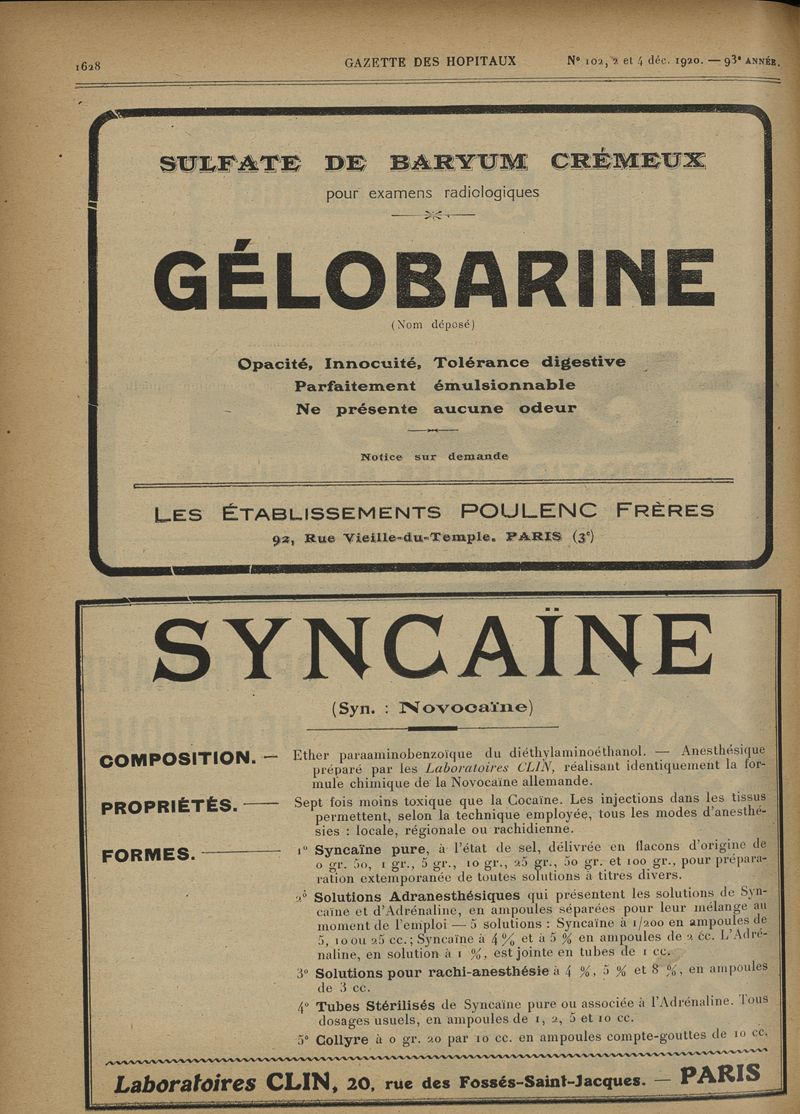 1628
GAZETTE DES HOPITAUX
N° 102, 2 et 4 déc. 1920. — 93e ANNÉE.
SULFATE DE BARYUM CRÉMEUX
pour examens radiologiques
GÉLOBARINE
(Nom déposé)
Opacité, Innocuité, Tolérance digestive
Parfaitement émulsionnable
Ne présente aucune odeur
Notice sur demande
LES ÉTABLISSEMENTS POULENC FRÈRES
92, Rue Vieille-du-Temple. PARIS (3e)
SYNCAÏNE
(Syn. : Novocaïne)
COMPOSITION. — Ether paraaminobenzoïque du diéthylaminoéthanol. — Anesthésique
préparé par les Laboratoires CLIN, réalisant identiquement la for-
mule chimique de la Novocaïne allemande.
PROPRIÉTÉS. — Sept fois moins toxique que la Cocaïne. Les injections dans les tissus
permettent, selon la technique employée, tous les modes d'anesthé-
sies : locale, régionale ou rachidienne.
FORMES. — 1° Syncaïne pure, à l'état de sel, délivrée en flacons d'origine de
0 gr. 50, 1 gr., 5 gr., 10 gr., 25 gr., 50 gr. et 100 gr., pour prépara-
ration extemporanée de toutes solutions à titres divers.
2° Solutions Adranesthésiques qui présentent les solutions de Syn-
caïne et d'Adrénaline, en ampoules séparées pour leur mélange au
moment de l'emploi — 5 solutions : Syncaïne à 1/200 en ampoules de
5, 10 ou 25 cc. ; Syncaïne à 4 % et à 5 % en ampoules de 2 cc. L'Adré-
naline, en solution à 1 %, est jointe en tubes de 1 cc.
3° Solutions pour rachi-anesthésie à 4 %, 5 % et 8 %, en ampoules
de 3 cc.
4° Tubes Stérilisés de Syncaïne pure ou associée à l'Adrénaline. Tous
dosages usuels, en ampoules de 1, 2, 5 et 10 cc.
5° Collyre à 0 gr. 20 par 10 cc. en ampoules compte-gouttes de 10 cc.
Laboratoires CLIN, 20, rue des Fossés-Saint-Jacques. — PARIS